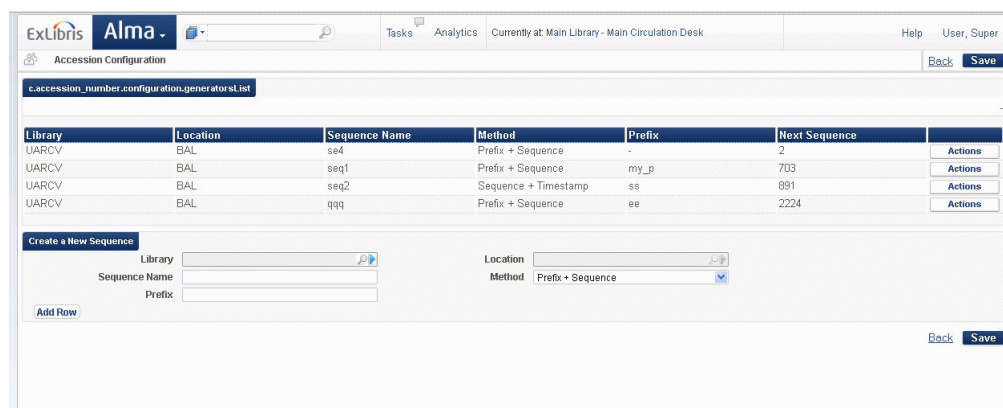 ExLibris Alma Tasks Analytics Currently at: Main Library - Main Circulation Desk Help User, Super
Accession Configuration Back Save
c.accession_number.configuration.generatorsList
Library Location Sequence Name Method Prefix Next Sequence
UARCV BAL se4 Prefix + Sequence - 2 Actions
UARCV BAL seq1 Prefix + Sequence my_p 703 Actions
UARCV BAL seq2 Sequence + Timestamp ss 891 Actions
UARCV BAL qqq Prefix + Sequence ee 2224 Actions
Create a New Sequence
Library Location
Sequence Name Method Prefix + Sequence
Prefix
Add Row
Back Save